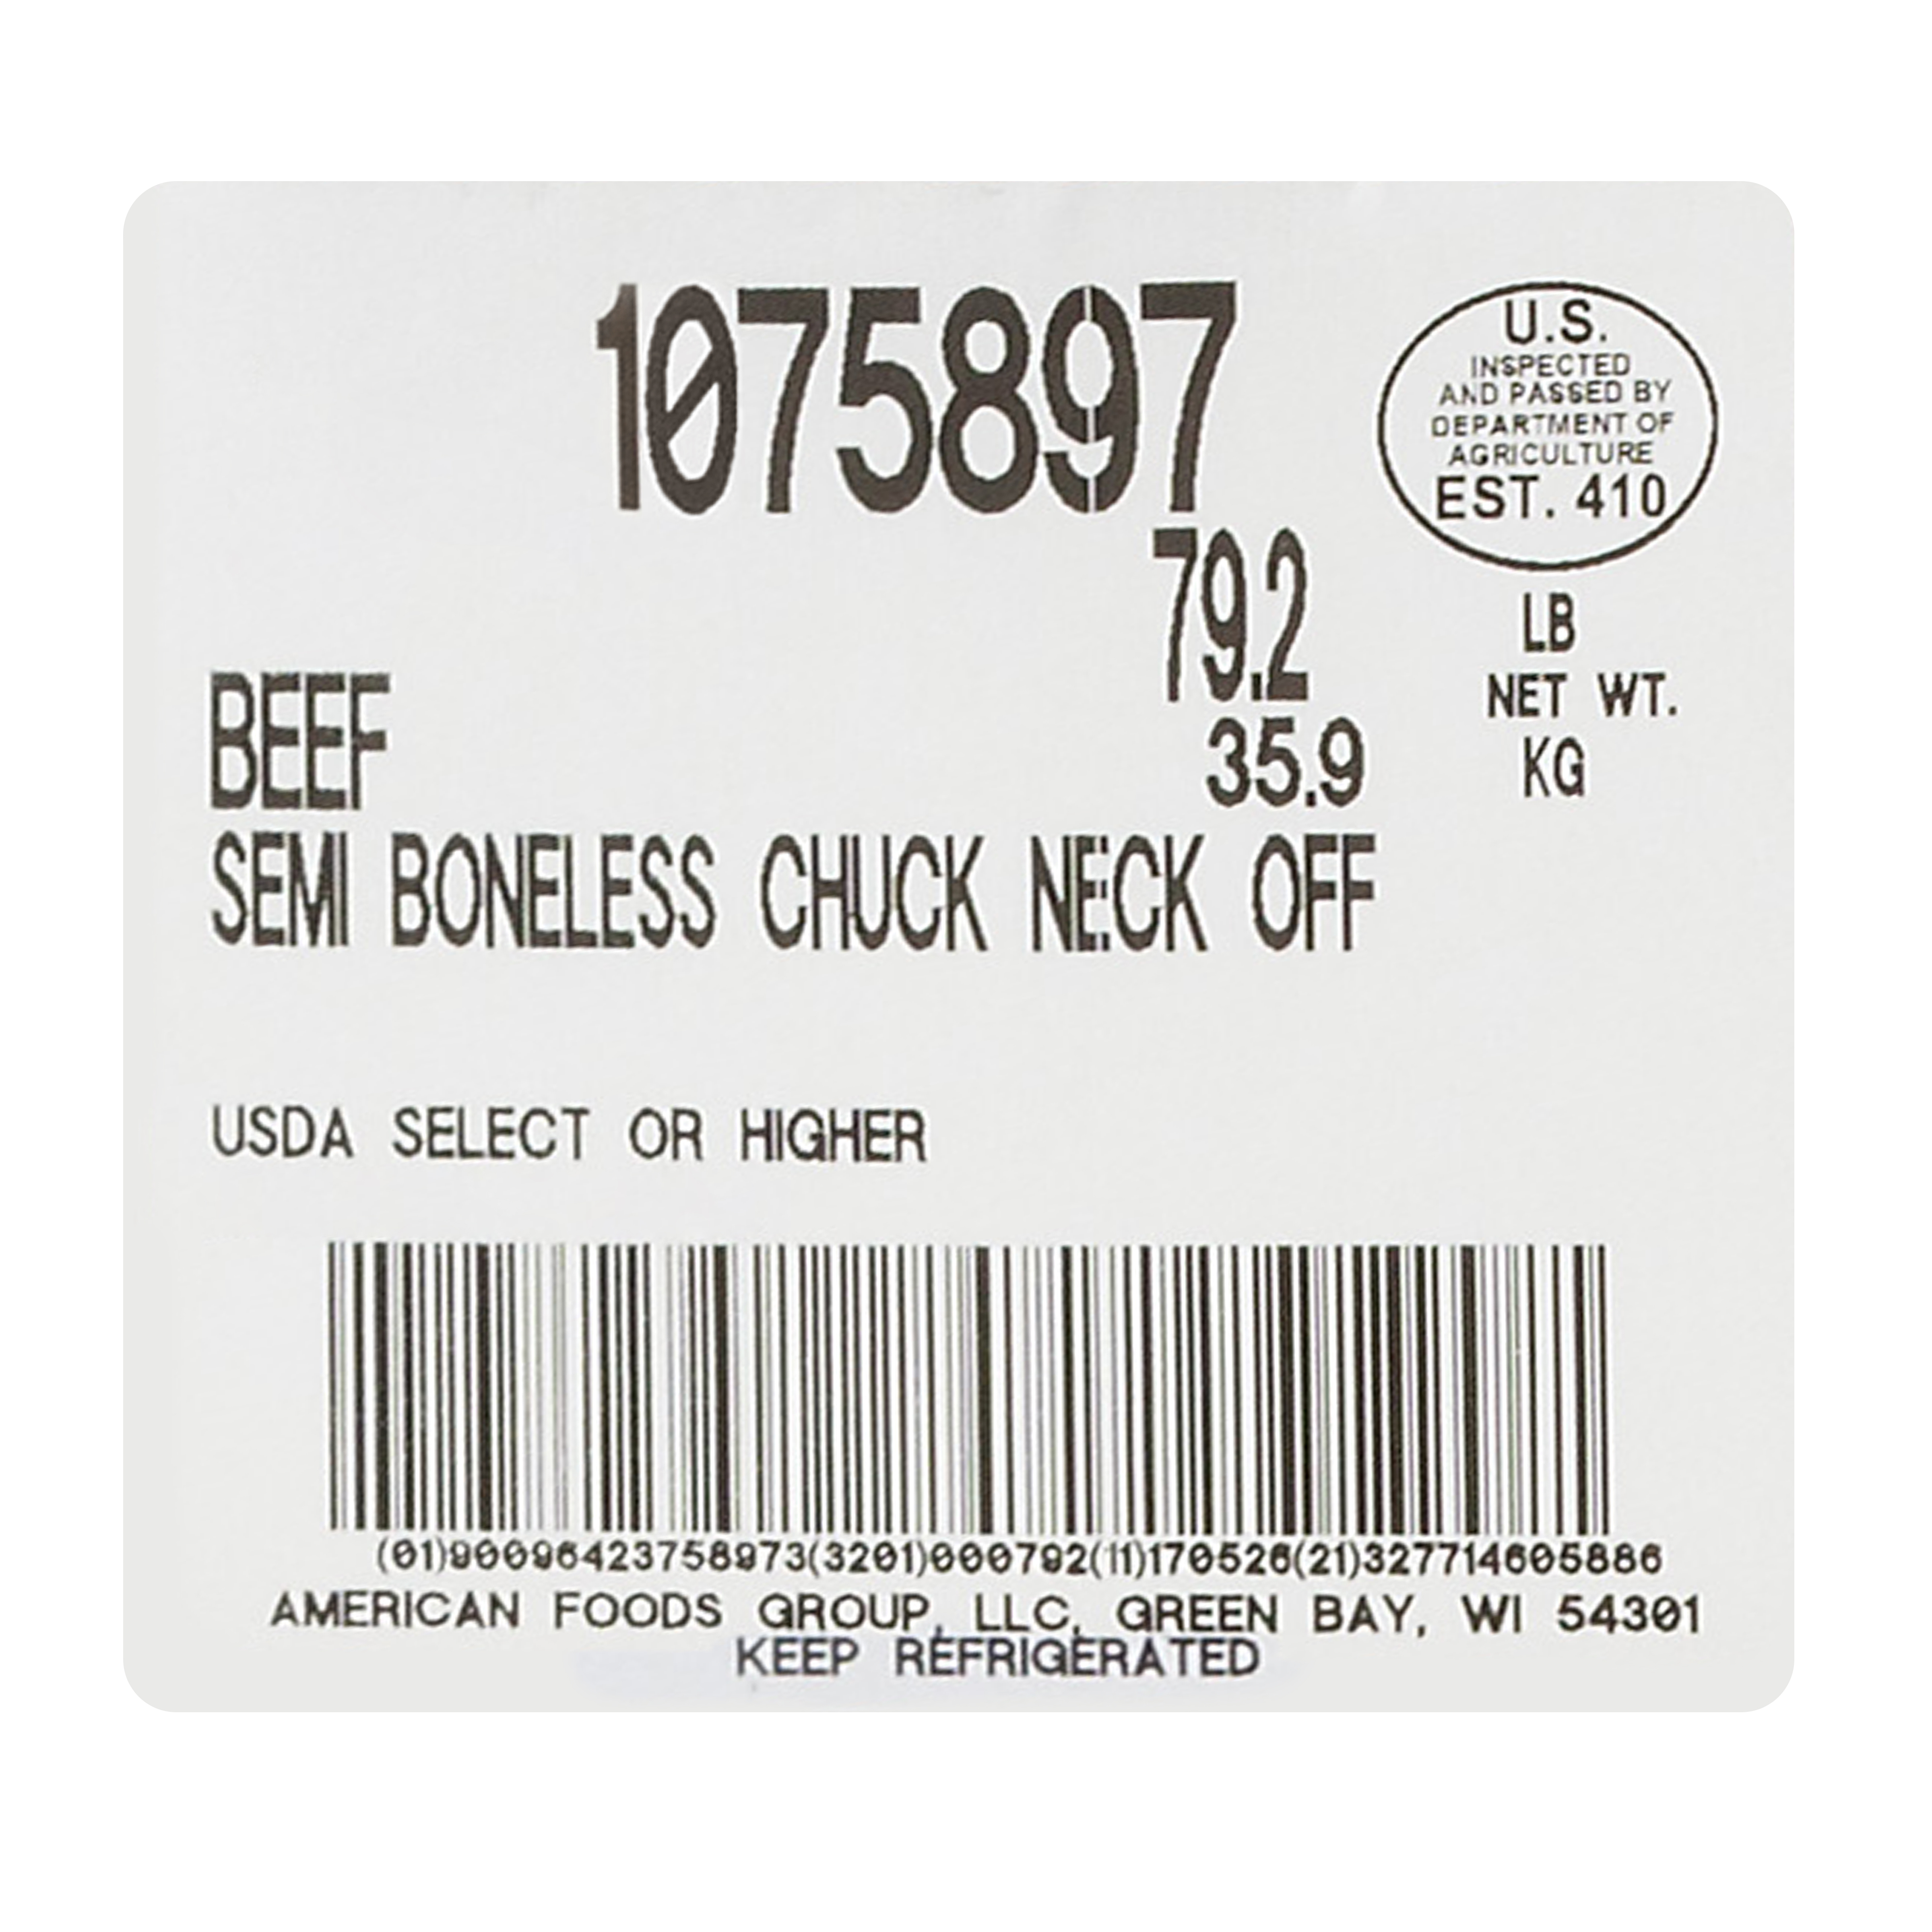 1075897
U.S.
INSPECTED
AND PASSED BY
DEPARTMENT OF
AGRICULTURE
EST. 410
79.2 LB
NET WT.
BEEF 35.9 KG
SEMI BONELESS CHUCK NECK OFF
USDA SELECT OR HIGHER
(01)90096423758973(3201)000792(11)170526(21)327714605886
AMERICAN FOODS GROUP, LLC, GREEN BAY, WI 54301
KEEP REFRIGERATED